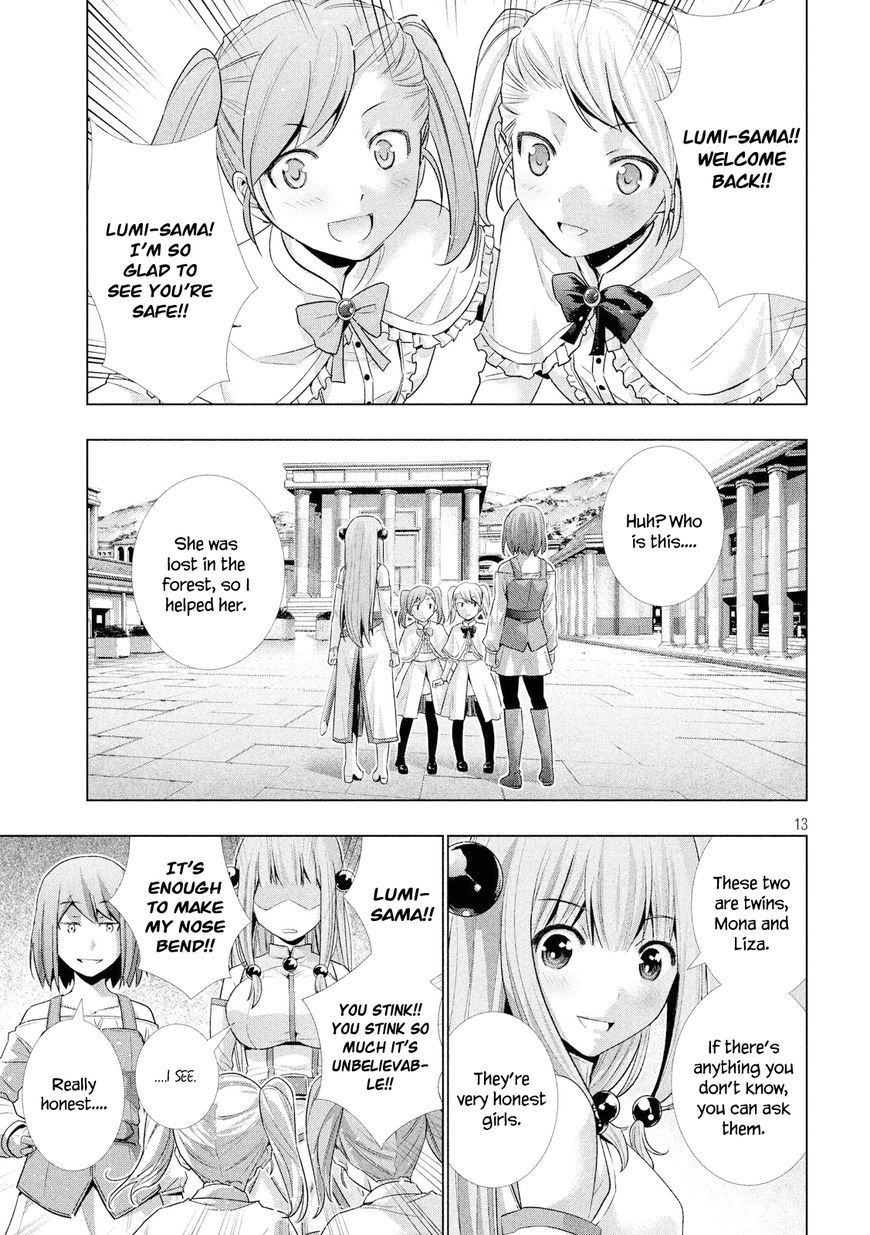 LUMI-SAMA!!
WELCOME
BACK!!
LUMI-SAMA!
I'M SO
GLAD TO
SEE YOU'RE
SAFE!!
Huh? Who
is this....
She was
lost in the
forest, so I
helped her.
13
These two
are twins,
Mona and
Líza.
If there's
anything you
don't know,
you can ask
them.
They're
very honest
girls.
LUMI-
SAMA!!
YOU STINK!!
YOU STINK SO
MUCH IT'S
UNBELIEVAB-
LE!!
IT'S
ENOUGH
TO MAKE
MY NOSE
BEND!!
....I SEE.
Really
honest....